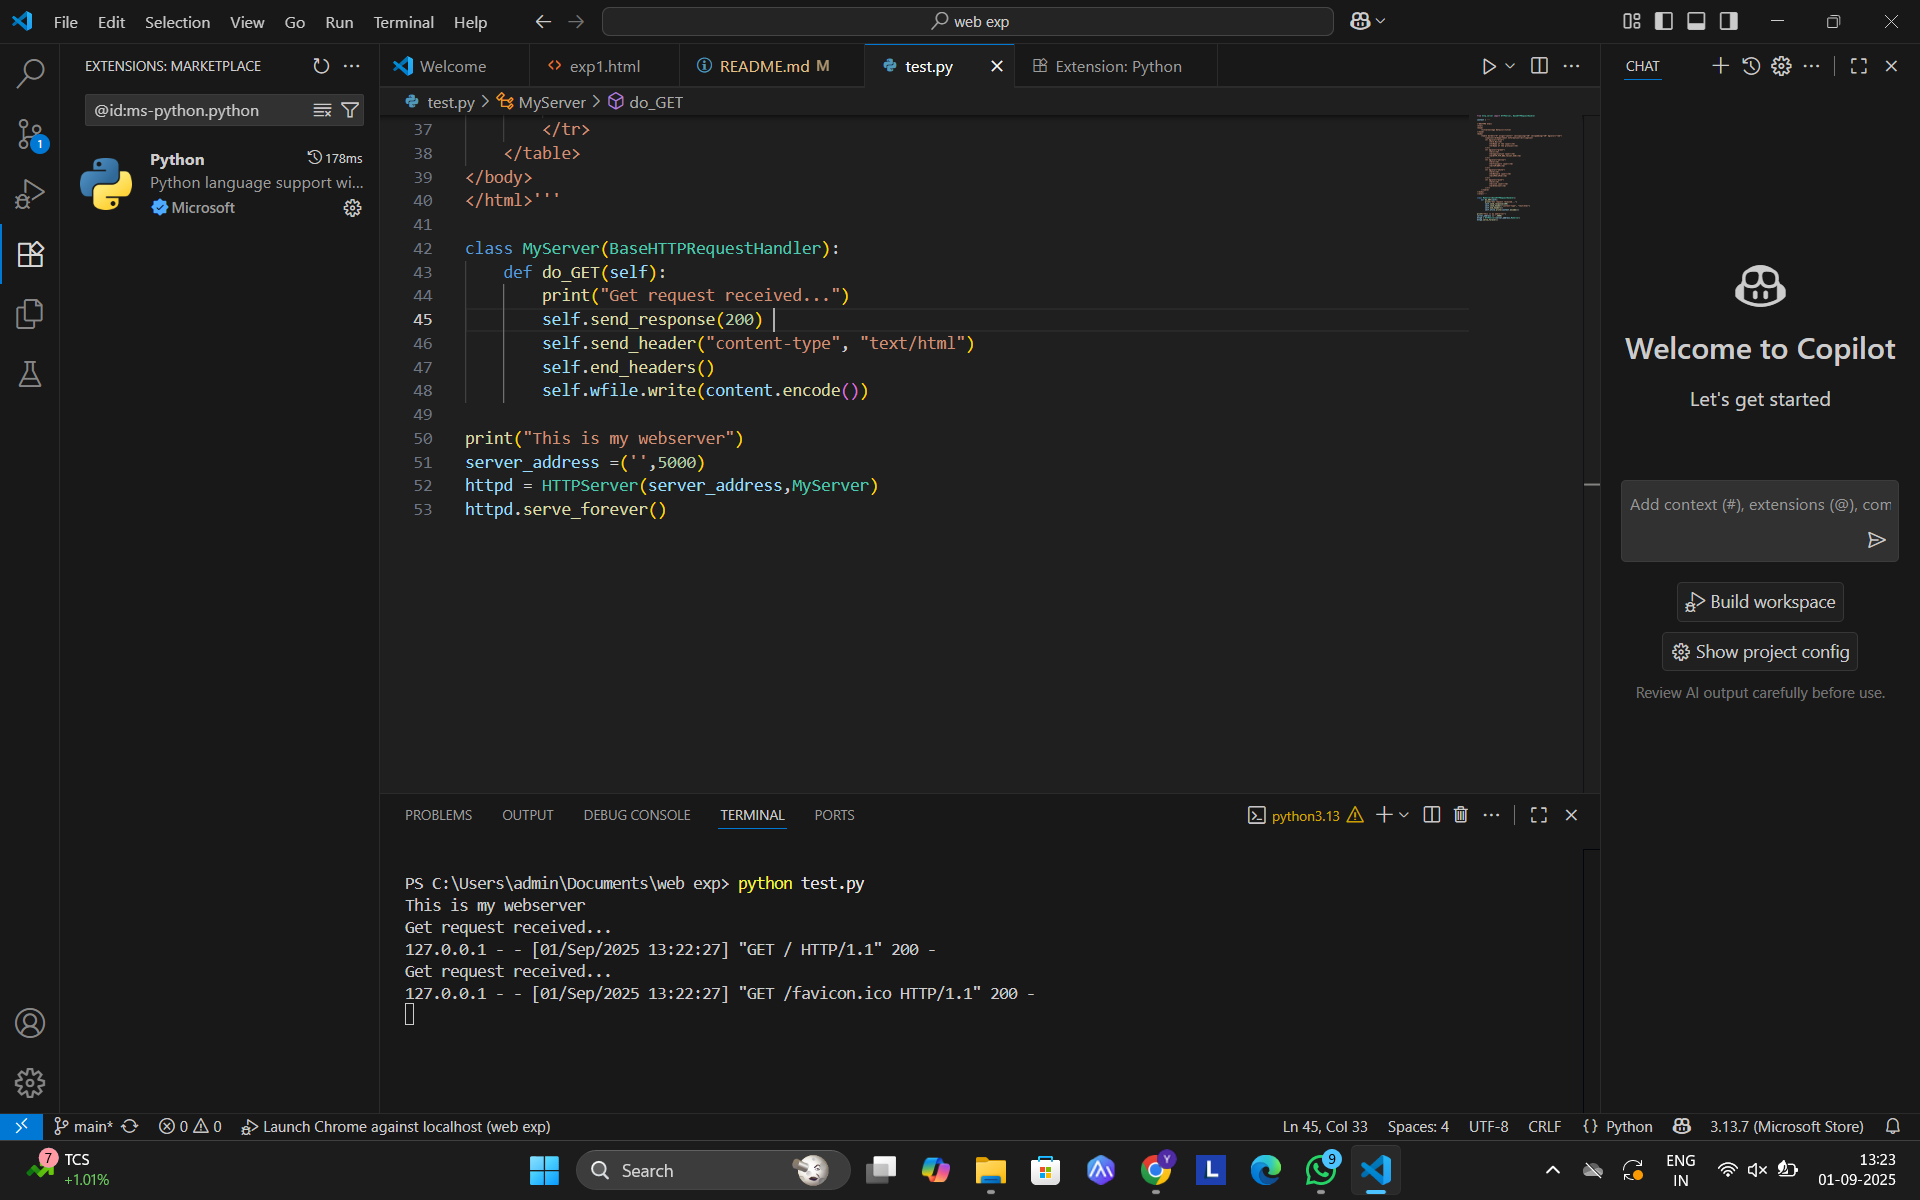 File Edit Selection View Go Run Terminal Help
web exp
EXTENSIONS: MARKETPLACE
@id:ms-python.python
1
Python 178ms
Python language support wi...
Microsoft
Welcome exp1.html README.md M test.py Extension: Python
test.py > MyServer > do_GET
37 </tr>
38 </table>
39 </body>
40 </html>'''
41
42 class MyServer(BaseHTTPRequestHandler):
43 def do_GET(self):
44 print("Get request received...")
45 self.send_response(200)
46 self.send_header("content-type", "text/html")
47 self.end_headers()
48 self.wfile.write(content.encode())
49
50 print("This is my webserver")
51 server_address =('',5000)
52 httpd = HTTPServer(server_address,MyServer)
53 httpd.serve_forever()
CHAT
Welcome to Copilot
Let's get started
Add context (#), extensions (@), com
Build workspace
Show project config
Review AI output carefully before use.
PROBLEMS OUTPUT DEBUG CONSOLE TERMINAL PORTS
python3.13
PS C:\Users\admin\Documents\web exp> python test.py
This is my webserver
Get request received...
127.0.0.1 - - [01/Sep/2025 13:22:27] "GET / HTTP/1.1" 200 -
Get request received...
127.0.0.1 - - [01/Sep/2025 13:22:27] "GET /favicon.ico HTTP/1.1" 200 -
main* 0 0 Launch Chrome against localhost (web exp)
Ln 45, Col 33 Spaces: 4 UTF-8 CRLF {} Python 3.13.7 (Microsoft Store)
7
TCS
+1.01%
Search
Y
L
9
ENG
IN
13:23
01-09-2025